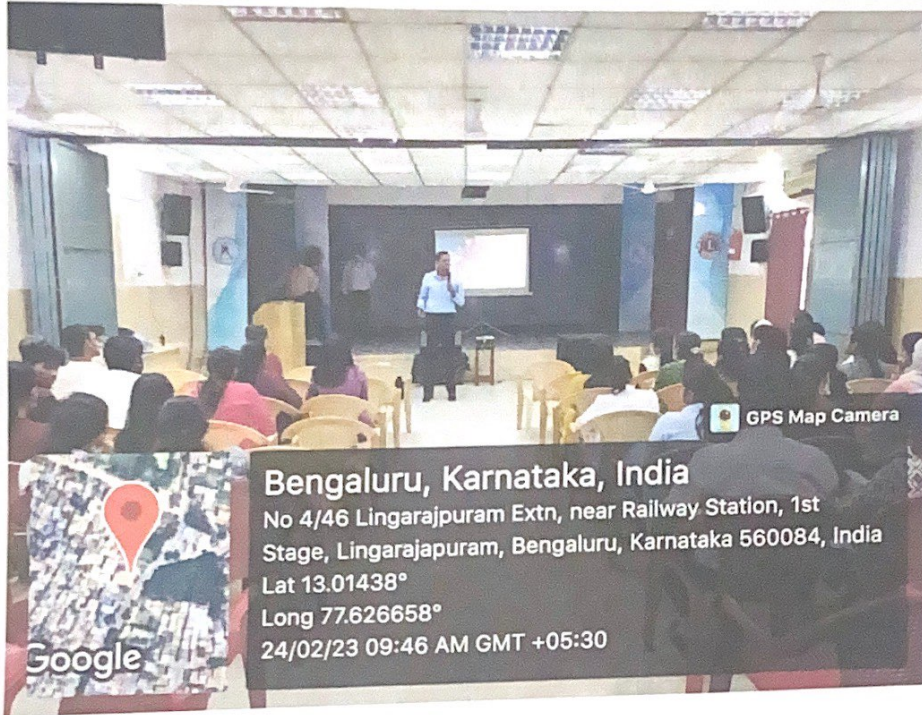 GPS Map Camera
Bengaluru, Karnataka, India
No 4/46 Lingarajpuram Extn, near Railway Station, 1st
Stage, Lingarajapuram, Bengaluru, Karnataka 560084, India
Lat 13.01438°
Long 77.626658°
24/02/23 09:46 AM GMT +05:30
Google